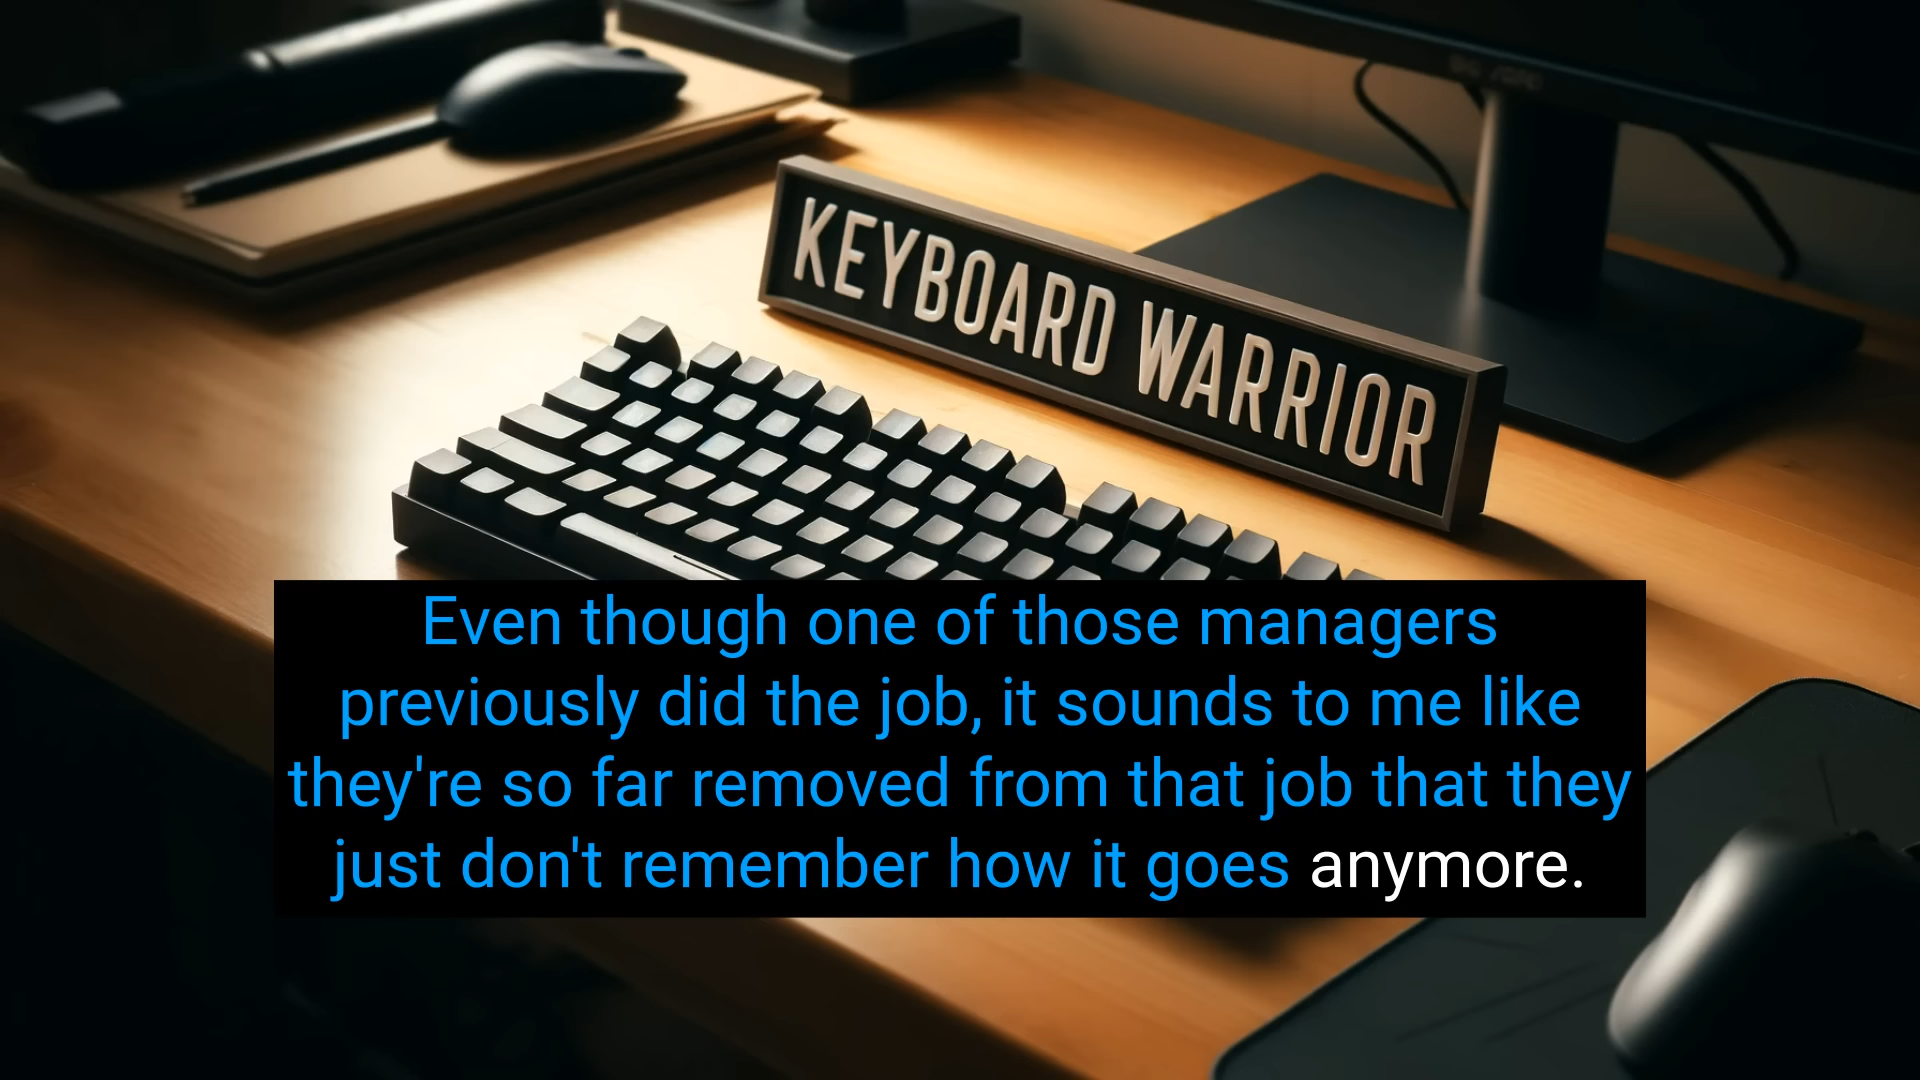 KEYBOARD WARRIOR
Even though one of those managers
previously did the job, it sounds to me like
they're so far removed from that job that they
just don't remember how it goes anymore.